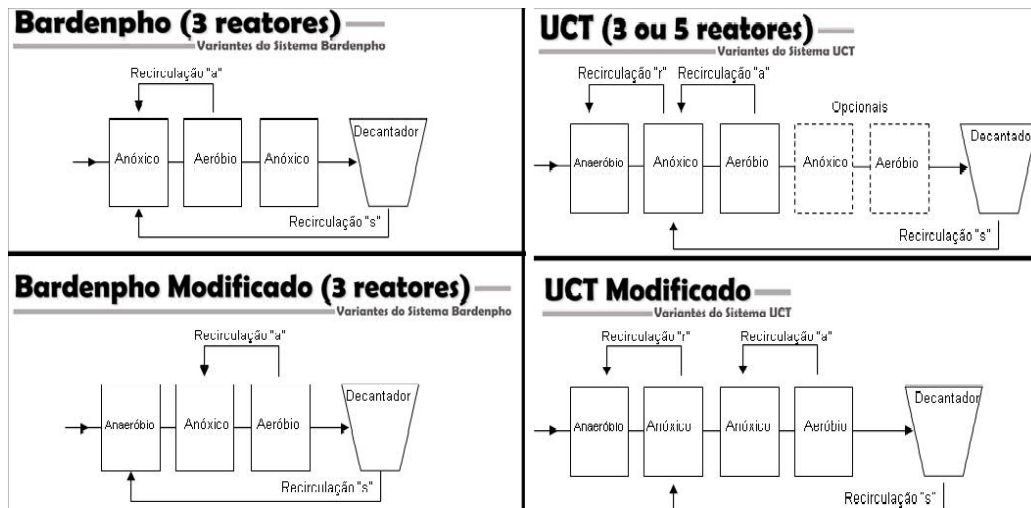 Bardenpho (3 reatores)
Variantes do Sistema Bardenpho
Recirculação "a"
Decantador
Anóxico
Aeróbio
Anóxico
Recirculação "s"
UCT (3 ou 5 reatores)
Variantes do Sistema UCT
Recirculação "r"
Recirculação "a"
Opcionais
Decantado
Anaeróbio
Anóxico
Aeróbio
Anóxico
Aeróbio
Recirculação "s"
Bardenpho Modificado (3 reatores)
Variantes do Sistema Bardenpho
Recirculação "a"
Decantador
Anaeróbio
Anóxico
Aeróbio
Recirculação "s"
UCT Modificado
Variantes do Sistema UCT
Recirculação "r"
Recirculação "a"
Decantador
Anaeróbio
Anóxico
Anóxico
Aeróbio
Recirculação "s"